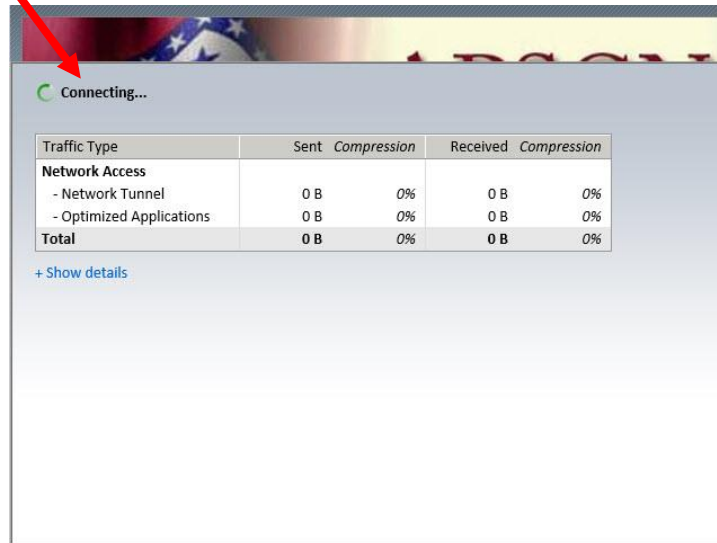 Connecting...
Traffic Type Sent Compression Received Compression
Network Access
- Network Tunnel 0 B 0% 0 B 0%
- Optimized Applications 0 B 0% 0 B 0%
Total 0 B 0% 0 B 0%
+ Show details